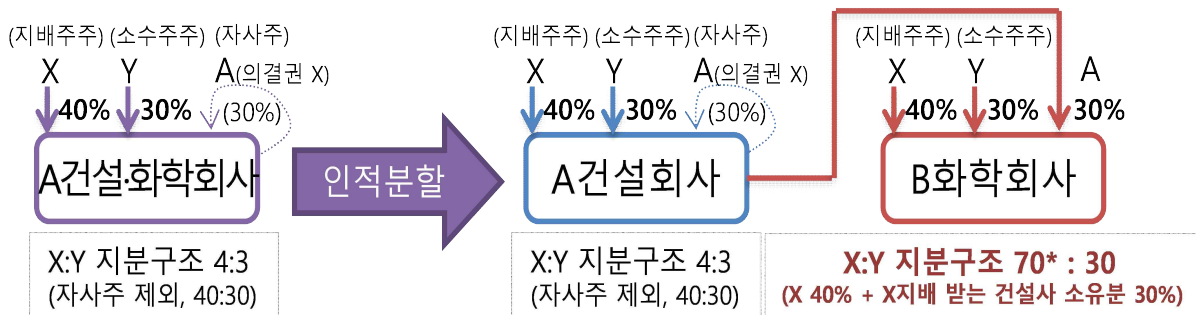 (지배주주) (소수주주) (자사주)
X Y A(의결권 X)
40% 30% (30%)
A건설·화학회사
X:Y 지분구조 4:3
(자사주 제외, 40:30)
인적분할
(지배주주) (소수주주) (자사주)
X Y A(의결권 X)
40% 30% (30%)
A건설회사
X:Y 지분구조 4:3
(자사주 제외, 40:30)
(지배주주) (소수주주)
X Y A
40% 30% 30%
B화학회사
X:Y 지분구조 70* : 30
(X 40% + X지배 받는 건설사 소유분 30%)